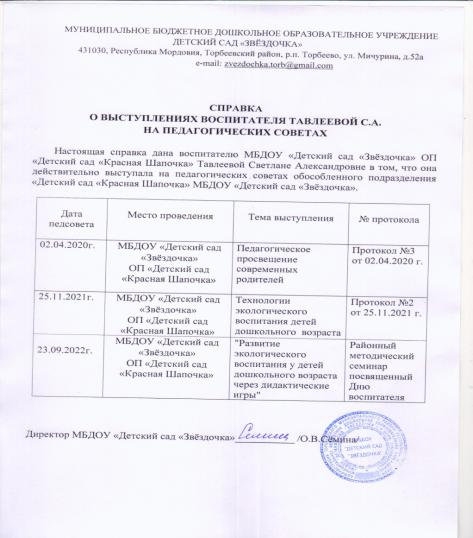 МУНИЦИПАЛЬНОЕ БЮДЖЕТНОЕ ДОШКОЛЬНОЕ ОБРАЗОВАТЕЛЬНОЕ УЧРЕЖДЕНИЕ
ДЕТСКИЙ САД «ЗВЁЗДОЧКА»
431030, Республика Мордовия, Торбеевский район, р.п. Торбеево, ул. Мичурина, д.52а
e-mail: zvezdochka.torb@gmail.com
СПРАВКА
О ВЫСТУПЛЕНИЯХ ВОСПИТАТЕЛЯ ТАВЛЕЕВОЙ С.А.
НА ПЕДАГОГИЧЕСКИХ СОВЕТАХ
Настоящая справка дана воспитателю МБДОУ «Детский сад «Звёздочка» ОП
«Детский сад «Красная Шапочка» Тавлеевой Светлане Александровне в том, что она
действительно выступала на педагогических советах обособленного подразделения
«Детский сад «Красная Шапочка» МБДОУ «Детский сад «Звёздочка».
Дата педсовета
Место проведения
Тема выступления
№ протокола
02.04.2020г.
МБДОУ «Детский сад
«Звёздочка»
ОП «Детский сад
«Красная Шапочка»
Педагогическое
просвещение
современных
родителей
Протокол №3
от 02.04.2020 г.
25.11.2021г.
МБДОУ «Детский сад
«Звёздочка»
ОП «Детский сад
«Красная Шапочка»
Технологии
экологического
воспитания детей
дошкольного возраста
Протокол №2
от 25.11.2021 г.
23.09.2022г.
МБДОУ «Детский сад
«Звёздочка»
ОП «Детский сад
«Красная Шапочка»
"Развитие
экологического
воспитания у детей
дошкольного возраста
через дидактические
игры"
Районный
методический
семинар
посвященный
Дню
воспитателя
Директор МБДОУ «Детский сад «Звёздочка» /О.В.Сёмина/
"ДЕТСКИЙ САД
"ЗВЁЗДОЧКА"